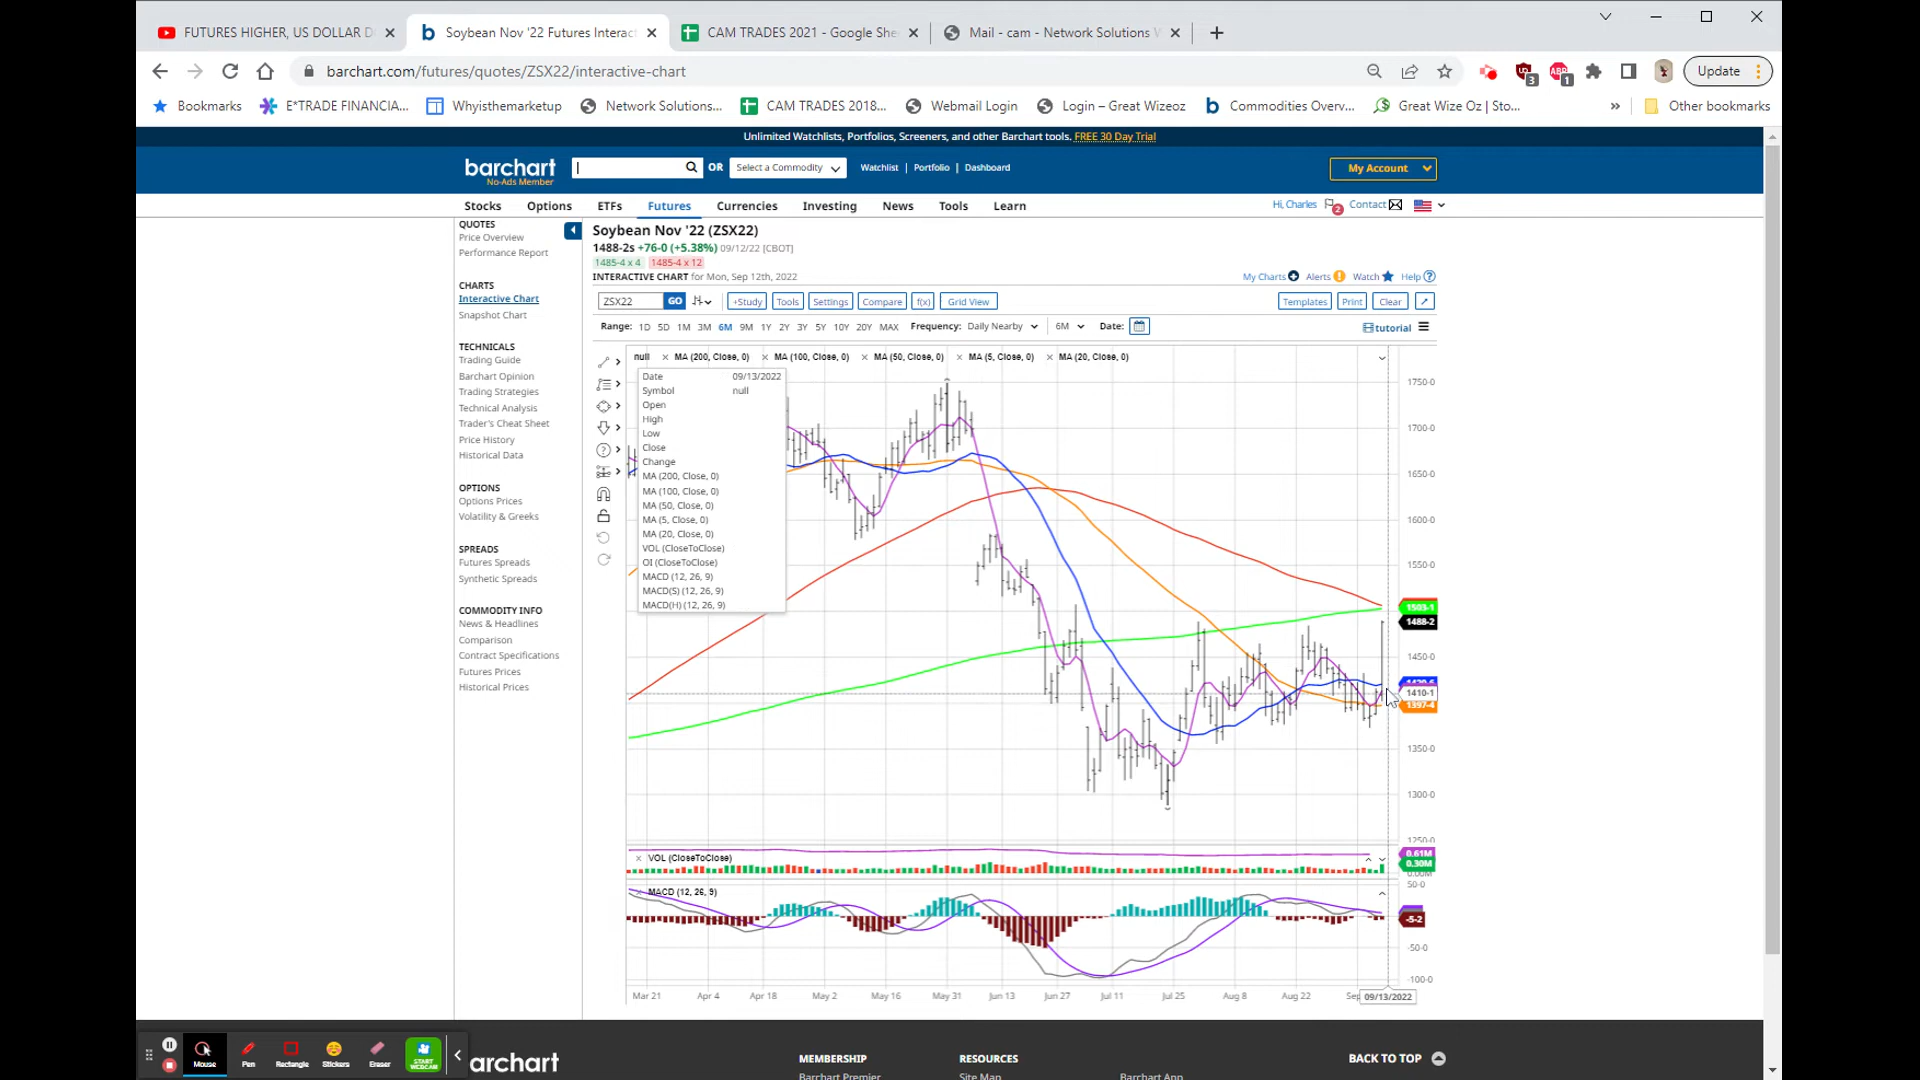 FUTURES HIGHER, US DOLLAR D
Soybean Nov '22 Futures Interac
CAM TRADES 2021 - Google She
Mail - cam - Network Solutions
barchart.com/futures/quotes/ZSX22/interactive-chart
Update
Bookmarks
E*TRADE FINANCIA...
Whyisthemarketup
Network Solutions...
CAM TRADES 2018...
Webmail Login
Login – Great Wizeoz
Commodities Overv...
Great Wize Oz | Sto...
Other bookmarks
Unlimited Watchlists, Portfolios, Screeners, and other Barchart tools. FREE 30 Day Trial
barchart
No-Ads Member
OR
Select a Commodity
Watchlist | Portfolio | Dashboard
My Account
Stocks Options ETFs Futures Currencies Investing News Tools Learn
Hi, Charles 2 Contact
QUOTES
Price Overview
Performance Report
CHARTS
Interactive Chart
Snapshot Chart
TECHNICALS
Trading Guide
Barchart Opinion
Trading Strategies
Technical Analysis
Trader's Cheat Sheet
Price History
Historical Data
OPTIONS
Options Prices
Volatility & Greeks
SPREADS
Futures Spreads
Synthetic Spreads
COMMODITY INFO
News & Headlines
Comparison
Contract Specifications
Futures Prices
Historical Prices
Soybean Nov '22 (ZSX22)
1488-2s +76-0 (+5.38%) 09/12/22 [CBOT]
1485-4 x 4 1485-4 x 12
INTERACTIVE CHART for Mon, Sep 12th, 2022
My Charts Alerts Watch Help
ZSX22 GO +Study Tools Settings Compare f(x) Grid View
Templates Print Clear
Range: 1D 5D 1M 3M 6M 9M 1Y 2Y 3Y 5Y 10Y 20Y MAX Frequency: Daily Nearby 6M Date:
tutorial
null × MA (200, Close, 0) × MA (100, Close, 0) × MA (50, Close, 0) × MA (5, Close, 0) × MA (20, Close, 0)
Date 09/13/2022
Symbol null
Open
High
Low
Close
Change
MA (200, Close, 0)
MA (100, Close, 0)
MA (50, Close, 0)
MA (5, Close, 0)
MA (20, Close, 0)
VOL (CloseToClose)
OI (CloseToClose)
MACD (12, 26, 9)
MACD(S) (12, 26, 9)
MACD(H) (12, 26, 9)
1750-0
1700-0
1650-0
1600-0
1550-0
1503-1
1488-2
1450-0
1410-1
1397-4
1350-0
1300-0
1250-0
VOL (CloseToClose)
0.61M
0.30M
MACD (12, 26, 9)
50-0
-5-2
-50-0
-100-0
Mar 21 Apr 4 Apr 18 May 2 May 16 May 31 Jun 13 Jun 27 Jul 11 Jul 25 Aug 8 Aug 22 09/13/2022
Mouse Pen Rectangle Stickers Eraser START WEBCAM
archart
MEMBERSHIP
Barchart Premier
RESOURCES
Site Map
Barchart App
BACK TO TOP